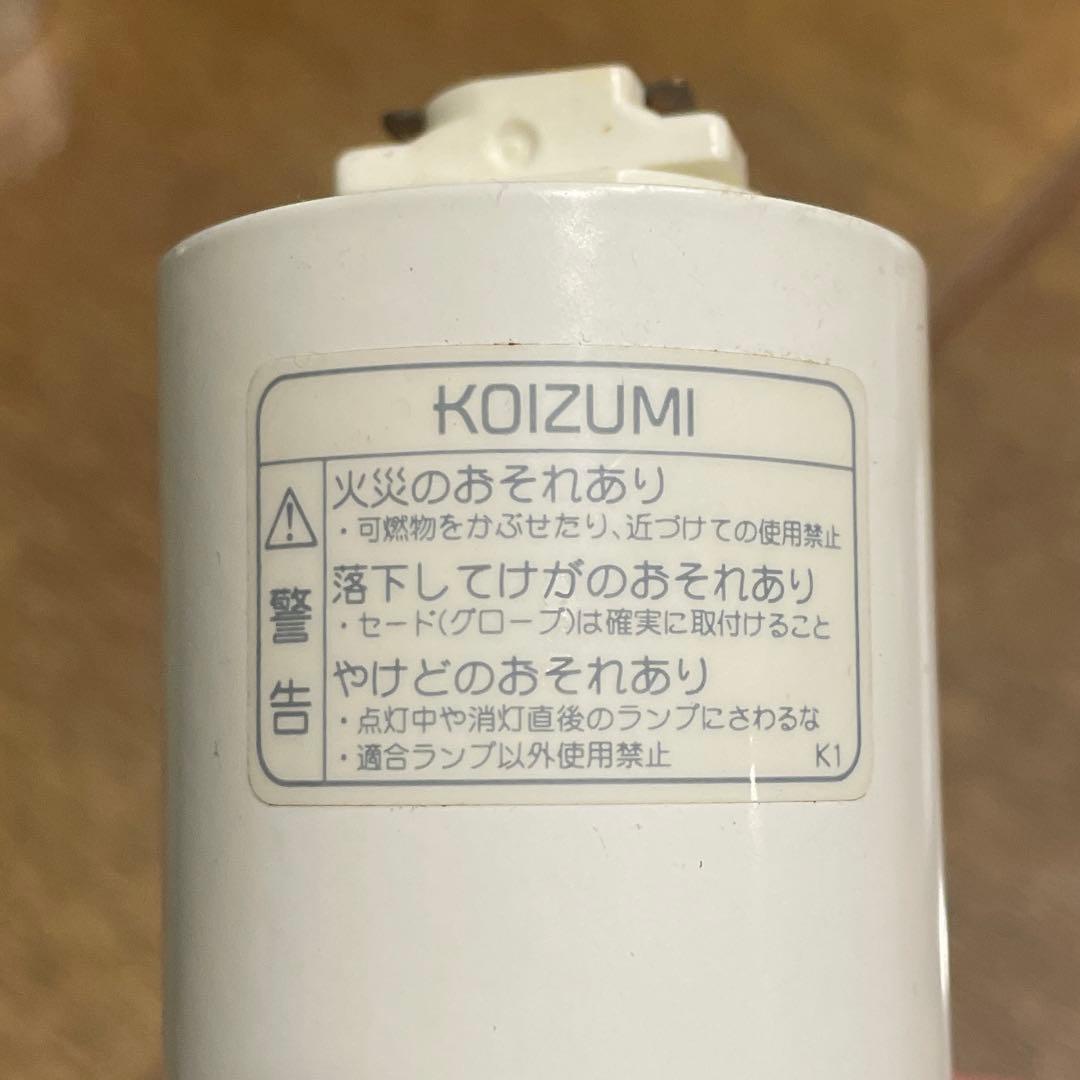 KOIZUMI
⚠警告
火災のおそれあり
・可燃物をかぶせたり、近づけての使用禁止
落下してけがのおそれあり
・セード(グローブ)は確実に取付けること
やけどのおそれあり
・点灯中や消灯直後のランプにさわるな
・適合ランプ以外使用禁止
K1